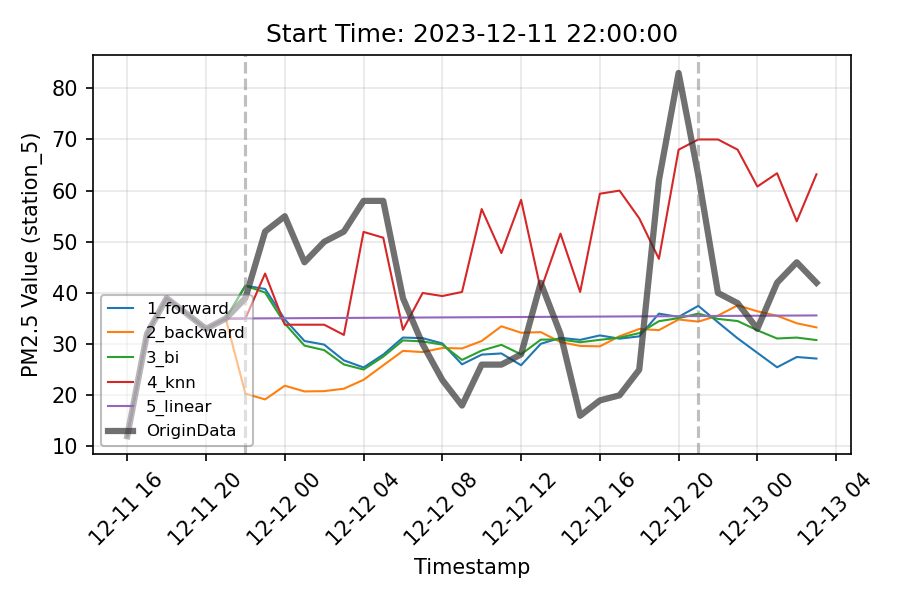 Start Time: 2023-12-11 22:00:00
PM2.5 Value (station_5)
80
70
60
50
40
30
20
10
1_forward
2_backward
3_bi
4_knn
5_linear
OriginData
12-11 16
12-11 20
12-12 00
12-12 04
12-12 08
12-12 12
12-12 16
12-12 20
12-13 00
12-13 04
Timestamp